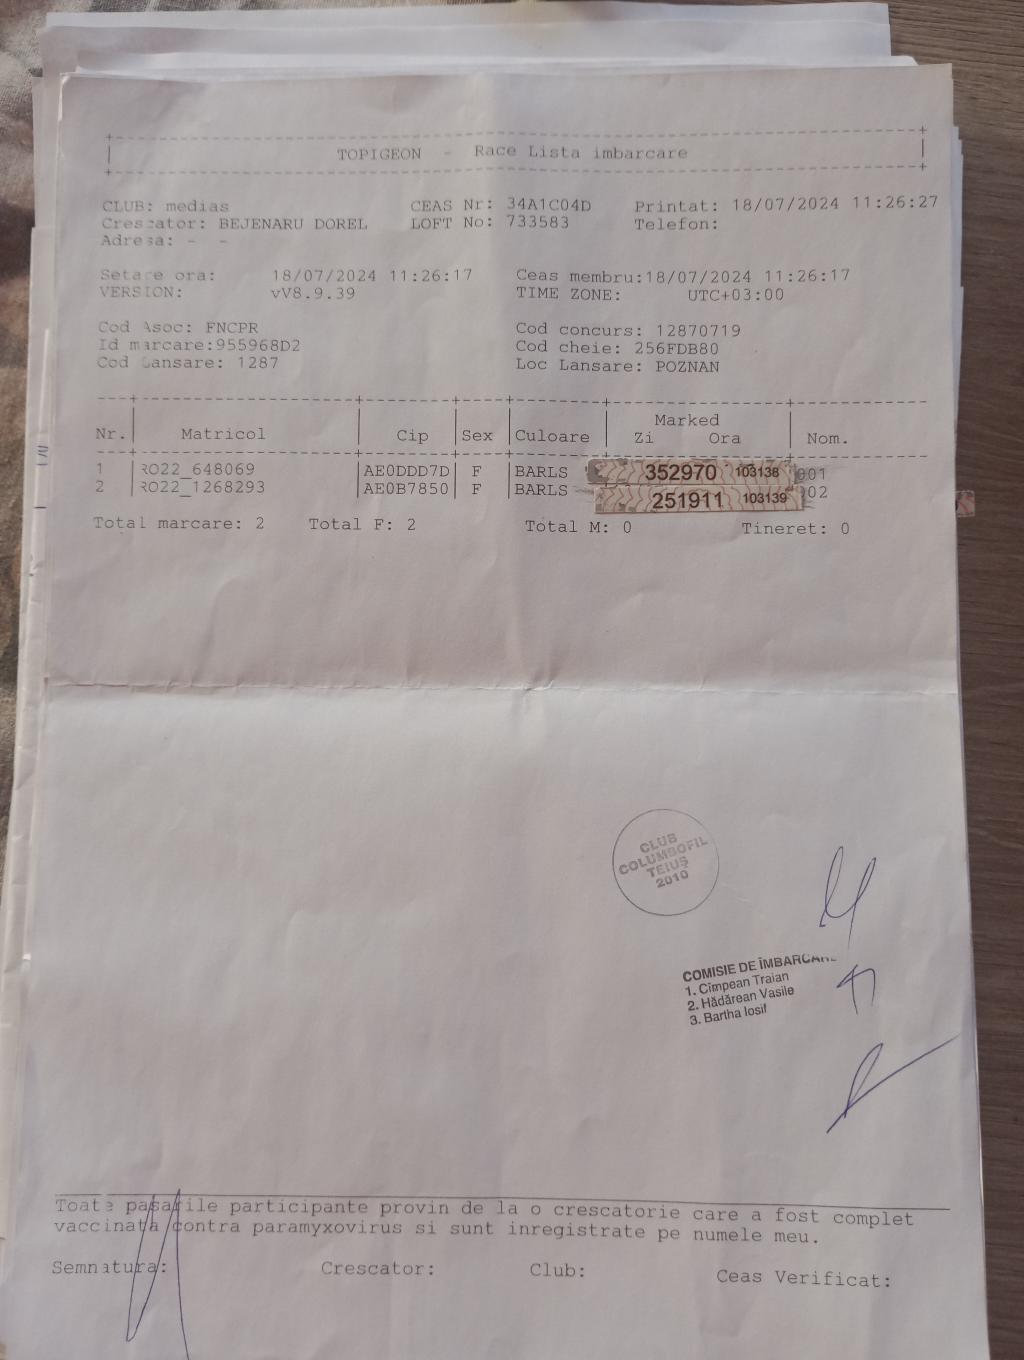 TOPIGEON - Race Lista imbarcare
CLUB: medias CEAS Nr: 34A1C04D Printat: 18/07/2024 11:26:27
Crescator: BEJENARU DOREL LOFT No: 733583 Telefon:
Adresa: - -
Setare ora: 18/07/2024 11:26:17 Ceas membru:18/07/2024 11:26:17
VERSION: vV8.9.39 TIME ZONE: UTC+03:00
Cod Asoc: FNCPR Cod concurs: 12870719
Id marcare:955968D2 Cod cheie: 256FDB80
Cod Lansare: 1287 Loc Lansare: POZNAN
Marked
Nr. Matricol Cip Sex Culoare Zi Ora Nom.
1 RO22_648069 AE0DDD7D F BARLS 352970 103138 001
2 RO22_1268293 AE0B7850 F BARLS 251911 103139 002
Total marcare: 2 Total F: 2 Total M: 0 Tineret: 0
CLUB
COLUMBOFIL
TEIUȘ
2010
COMISIE DE ÎMBARCARE
1. Cîmpean Traian
2. Hădărean Vasile
3. Bartha Iosif
Toate pasarile participante provin de la o crescatorie care a fost complet
vaccinata contra paramyxovirus si sunt inregistrate pe numele meu.
Semnatura: Crescator: Club: Ceas Verificat: